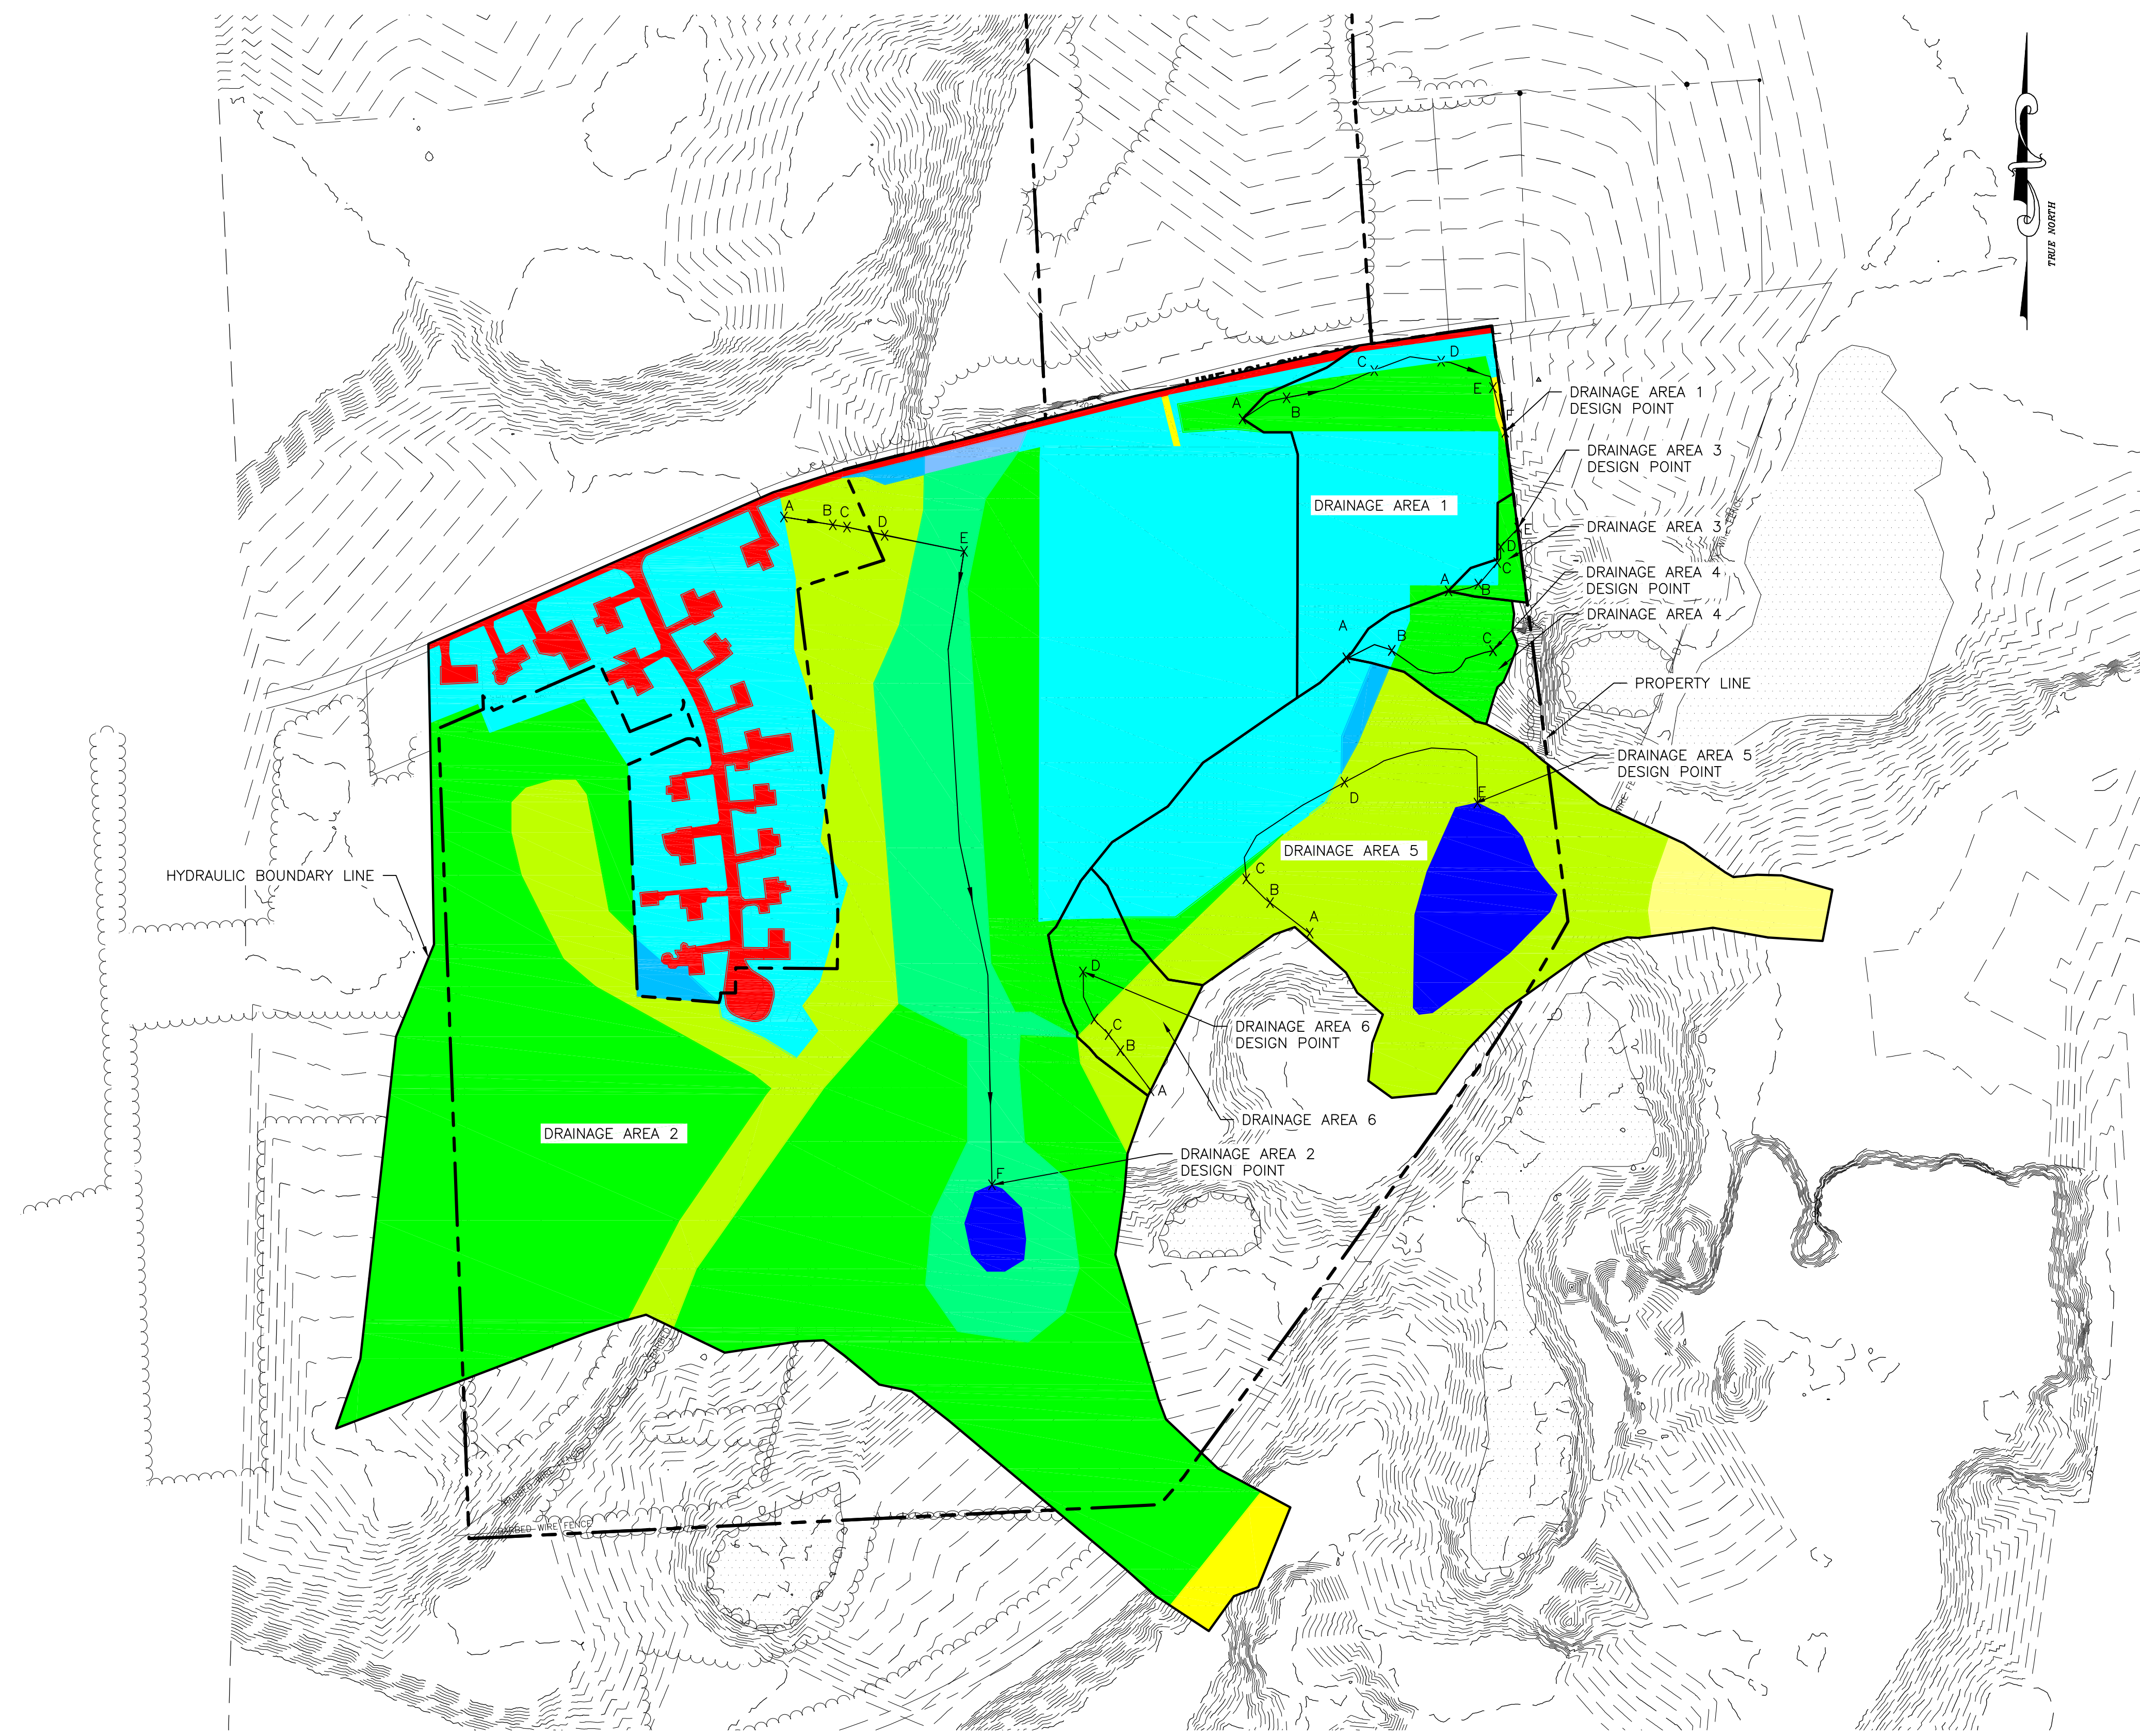 TRUE NORTH
C
D
E
A
B
F
DRAINAGE AREA 1
DESIGN POINT
DRAINAGE AREA 3
DESIGN POINT
DRAINAGE AREA 1
A
B
C
D
E
DRAINAGE AREA 3
E
D
C
A
B
DRAINAGE AREA 4
DESIGN POINT
DRAINAGE AREA 4
A
B
C
PROPERTY LINE
DRAINAGE AREA 5
DESIGN POINT
D
E
DRAINAGE AREA 5
C
B
A
HYDRAULIC BOUNDARY LINE
D
C
B
A
DRAINAGE AREA 6
DESIGN POINT
DRAINAGE AREA 6
DRAINAGE AREA 2
DRAINAGE AREA 2
DESIGN POINT
F
BARBED WIRE FENCE